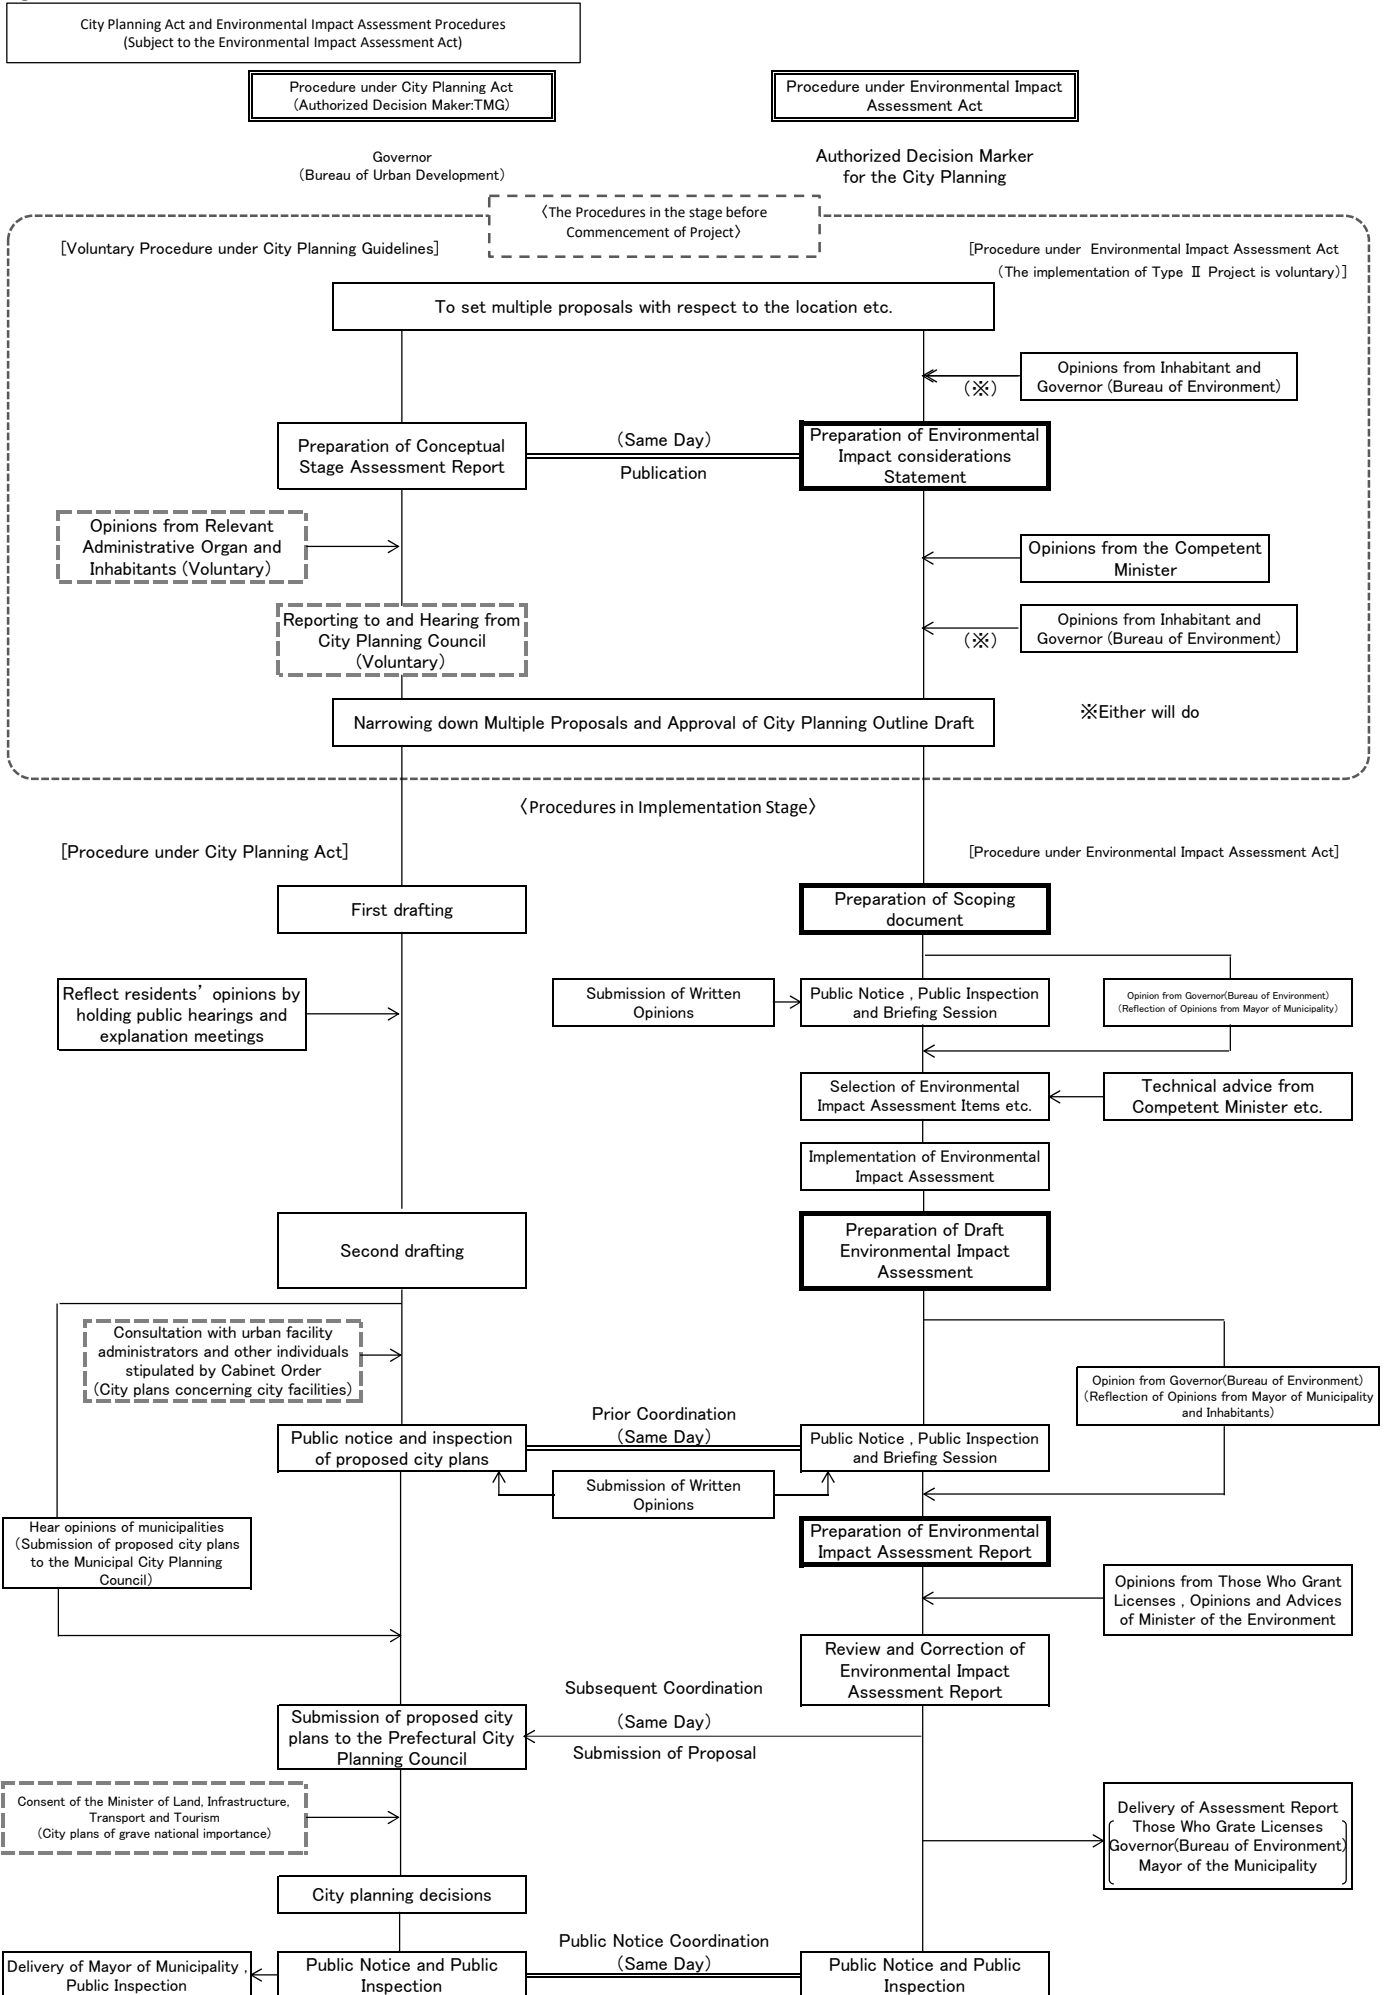 City Planning Act and Environmental Impact Assessment Procedures
(Subject to the Environmental Impact Assessment Act)
Procedure under City Planning Act
(Authorized Decision Maker:TMG)
Procedure under Environmental Impact
Assessment Act
Governor
(Bureau of Urban Development)
Authorized Decision Marker
for the City Planning
〈The Procedures in the stage before
Commencement of Project〉
[Voluntary Procedure under City Planning Guidelines]
[Procedure under Environmental Impact Assessment Act
(The implementation of Type Ⅱ Project is voluntary)]
To set multiple proposals with respect to the location etc.
Opinions from Inhabitant and
Governor (Bureau of Environment)
(※)
Preparation of Conceptual
Stage Assessment Report
(Same Day)
Publication
Preparation of Environmental
Impact considerations
Statement
Opinions from Relevant
Administrative Organ and
Inhabitants (Voluntary)
Opinions from the Competent
Minister
Reporting to and Hearing from
City Planning Council
(Voluntary)
Opinions from Inhabitant and
Governor (Bureau of Environment)
(※)
Narrowing down Multiple Proposals and Approval of City Planning Outline Draft
※Either will do
〈Procedures in Implementation Stage〉
[Procedure under City Planning Act]
[Procedure under Environmental Impact Assessment Act]
First drafting
Preparation of Scoping
document
Reflect residents’ opinions by
holding public hearings and
explanation meetings
Submission of Written
Opinions
Public Notice , Public Inspection
and Briefing Session
Opinion from Governor(Bureau of Environment)
(Reflection of Opinions from Mayor of Municipality)
Selection of Environmental
Impact Assessment Items etc.
Technical advice from
Competent Minister etc.
Implementation of Environmental
Impact Assessment
Second drafting
Preparation of Draft
Environmental Impact
Assessment
Consultation with urban facility
administrators and other individuals
stipulated by Cabinet Order
(City plans concerning city facilities)
Opinion from Governor(Bureau of Environment)
(Reflection of Opinions from Mayor of Municipality
and Inhabitants)
Public notice and inspection
of proposed city plans
Prior Coordination
(Same Day)
Public Notice , Public Inspection
and Briefing Session
Submission of Written
Opinions
Hear opinions of municipalities
(Submission of proposed city plans
to the Municipal City Planning
Council)
Preparation of Environmental
Impact Assessment Report
Opinions from Those Who Grant
Licenses , Opinions and Advices
of Minister of the Environment
Review and Correction of
Environmental Impact
Assessment Report
Subsequent Coordination
(Same Day)
Submission of Proposal
Submission of proposed city
plans to the Prefectural City
Planning Council
Consent of the Minister of Land, Infrastructure,
Transport and Tourism
(City plans of grave national importance)
Delivery of Assessment Report
Those Who Grate Licenses
Governor(Bureau of Environment)
Mayor of the Municipality
City planning decisions
Delivery of Mayor of Municipality ,
Public Inspection
Public Notice and Public
Inspection
Public Notice Coordination
(Same Day)
Public Notice and Public
Inspection